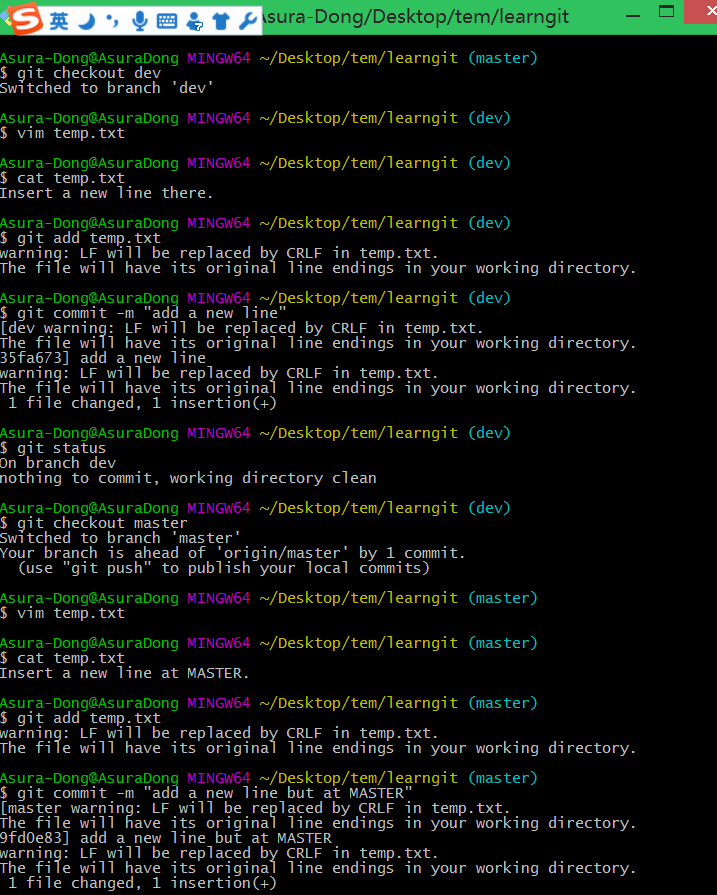 英
Asura-Dong/Desktop/tem/learngit
Asura-Dong@AsuraDong MINGW64 ~/Desktop/tem/learngit (master)
$ git checkout dev
Switched to branch 'dev'
Asura-Dong@AsuraDong MINGW64 ~/Desktop/tem/learngit (dev)
$ vim temp.txt
Asura-Dong@AsuraDong MINGW64 ~/Desktop/tem/learngit (dev)
$ cat temp.txt
Insert a new line there.
Asura-Dong@AsuraDong MINGW64 ~/Desktop/tem/learngit (dev)
$ git add temp.txt
warning: LF will be replaced by CRLF in temp.txt.
The file will have its original line endings in your working directory.
Asura-Dong@AsuraDong MINGW64 ~/Desktop/tem/learngit (dev)
$ git commit -m "add a new line"
[dev warning: LF will be replaced by CRLF in temp.txt.
The file will have its original line endings in your working directory.
35fa673] add a new line
warning: LF will be replaced by CRLF in temp.txt.
The file will have its original line endings in your working directory.
1 file changed, 1 insertion(+)
Asura-Dong@AsuraDong MINGW64 ~/Desktop/tem/learngit (dev)
$ git status
On branch dev
nothing to commit, working directory clean
Asura-Dong@AsuraDong MINGW64 ~/Desktop/tem/learngit (dev)
$ git checkout master
Switched to branch 'master'
Your branch is ahead of 'origin/master' by 1 commit.
(use "git push" to publish your local commits)
Asura-Dong@AsuraDong MINGW64 ~/Desktop/tem/learngit (master)
$ vim temp.txt
Asura-Dong@AsuraDong MINGW64 ~/Desktop/tem/learngit (master)
$ cat temp.txt
Insert a new line at MASTER.
Asura-Dong@AsuraDong MINGW64 ~/Desktop/tem/learngit (master)
$ git add temp.txt
warning: LF will be replaced by CRLF in temp.txt.
The file will have its original line endings in your working directory.
Asura-Dong@AsuraDong MINGW64 ~/Desktop/tem/learngit (master)
$ git commit -m "add a new line but at MASTER"
[master warning: LF will be replaced by CRLF in temp.txt.
The file will have its original line endings in your working directory.
9fd0e83] add a new line but at MASTER
warning: LF will be replaced by CRLF in temp.txt.
The file will have its original line endings in your working directory.
1 file changed, 1 insertion(+)